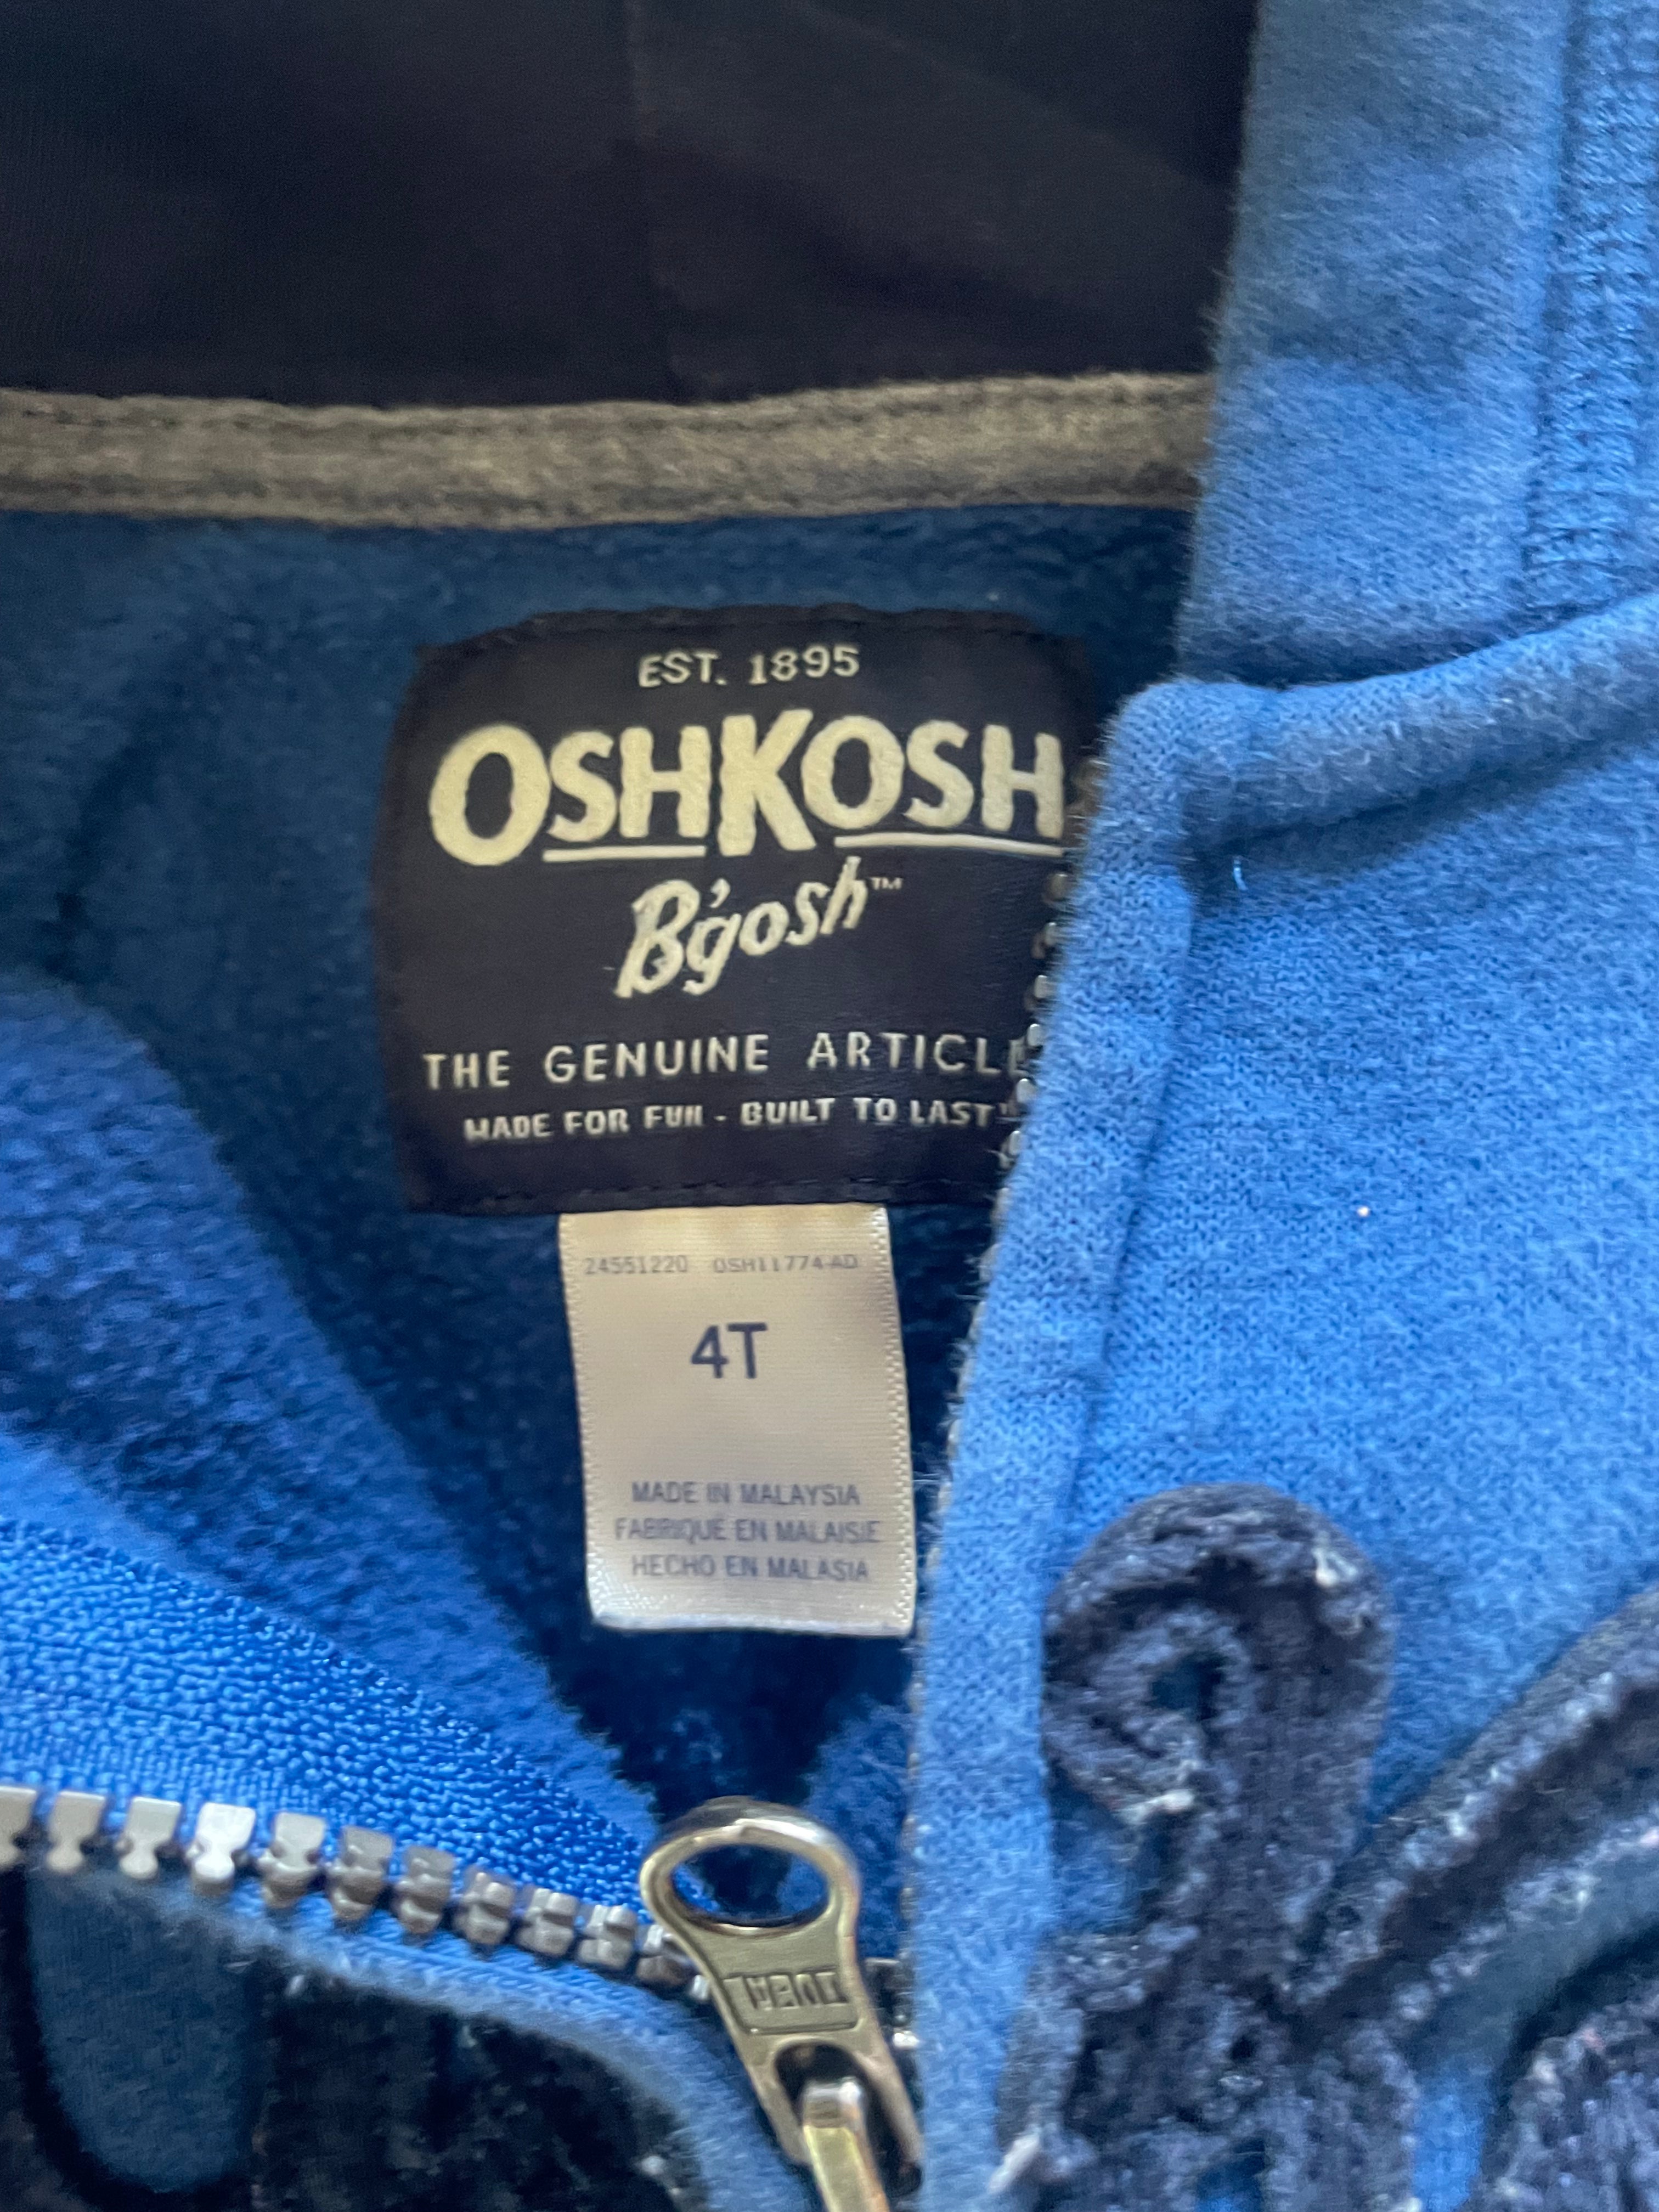 EST. 1895
OSHKOSH
B'gosh™
THE GENUINE ARTICLE
MADE FOR FUN - BUILT TO LAST
24551220 OSH11774-AD
4T
MADE IN MALAYSIA
FABRIQUÉ EN MALAISIE
HECHO EN MALASIA